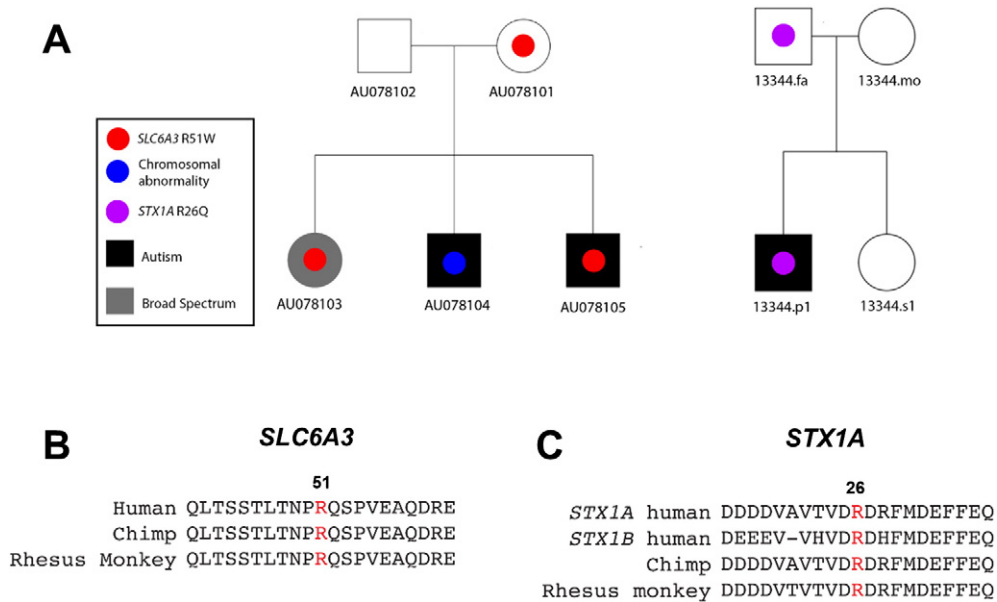 A
AU078102
AU078101
13344.fa
13344.mo
SLC6A3 R51W
Chromosomal
abnormality
STX1A R26Q
Autism
Broad Spectrum
AU078103
AU078104
AU078105
13344.p1
13344.s1
B
SLC6A3
51
Human QLTSSTLTNPRQSPVEAQDRE
Chimp QLTSSTLTNPRQSPVEAQDRE
Rhesus Monkey QLTSSTLTNPRQSPVEAQDRE
C
STX1A
26
STX1A human DDDDVAVTVDRDRFMDEFFEQ
STX1B human DEEEV-VHVDRDHFMDEFFEQ
Chimp DDDDVAVTVDRDRFMDEFFEQ
Rhesus monkey DDDDVTVTVDRDRFMDEFFEQ